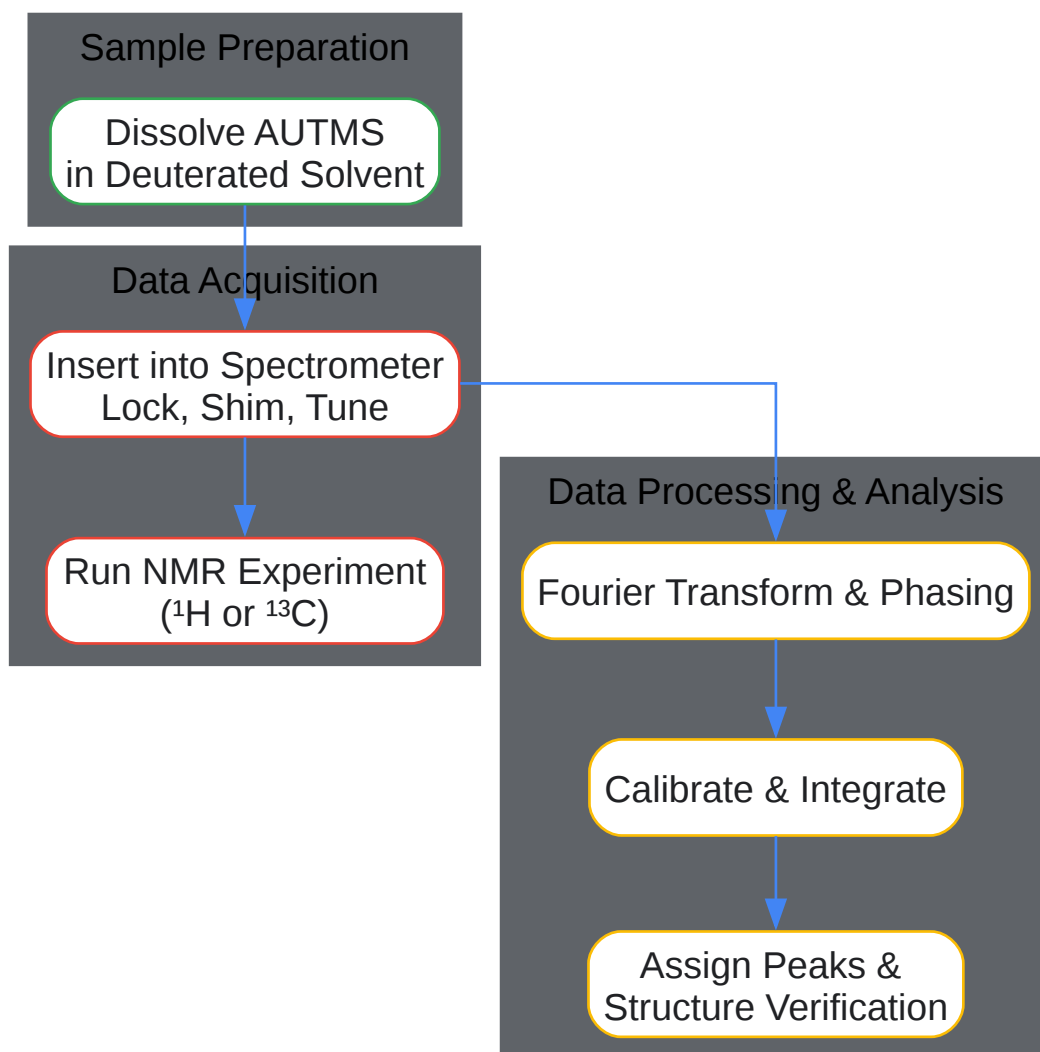 Sample Preparation
Dissolve AUTMS
in Deuterated Solvent
Data Acquisition
Insert into Spectrometer
Lock, Shim, Tune
Run NMR Experiment
(¹H or ¹³C)
Data Processing & Analysis
Fourier Transform & Phasing
Calibrate & Integrate
Assign Peaks &
Structure Verification